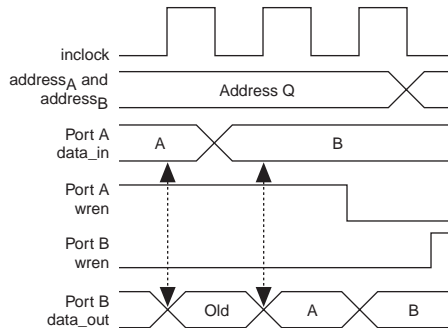 inclock
addressA and
addressB
Address Q
Port A
data_in
A
B
Port A
wren
Port B
wren
Port B
data_out
Old
A
B